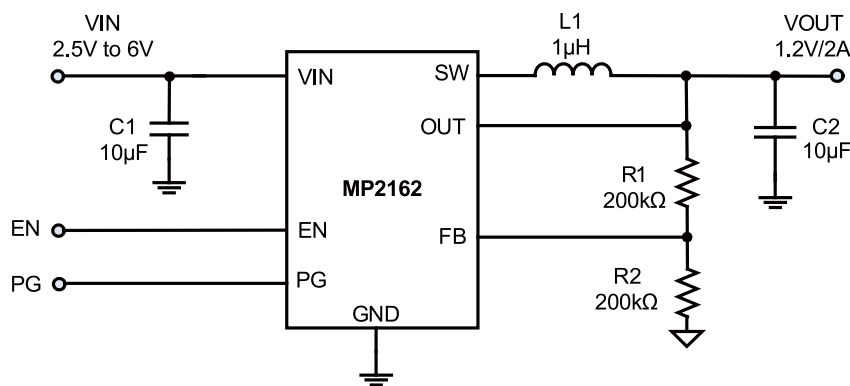 VIN
2.5V to 6V
L1
1µH
VOUT
1.2V/2A
VIN
SW
C1
10µF
OUT
C2
10µF
R1
200kΩ
MP2162
EN
EN
FB
PG
PG
R2
200kΩ
GND